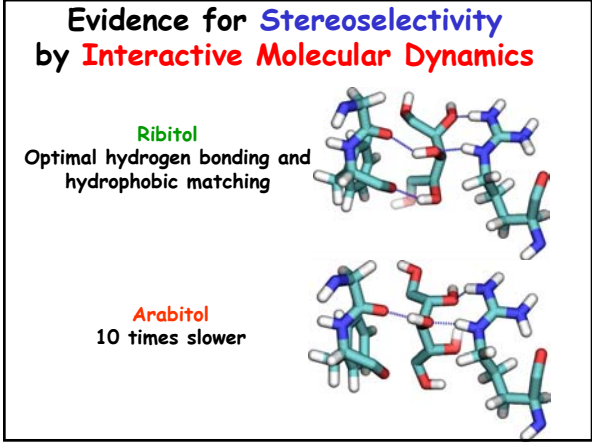 Evidence for Stereoselectivity
by Interactive Molecular Dynamics
Ribitol
Optimal hydrogen bonding and
hydrophobic matching
Arabitol
10 times slower